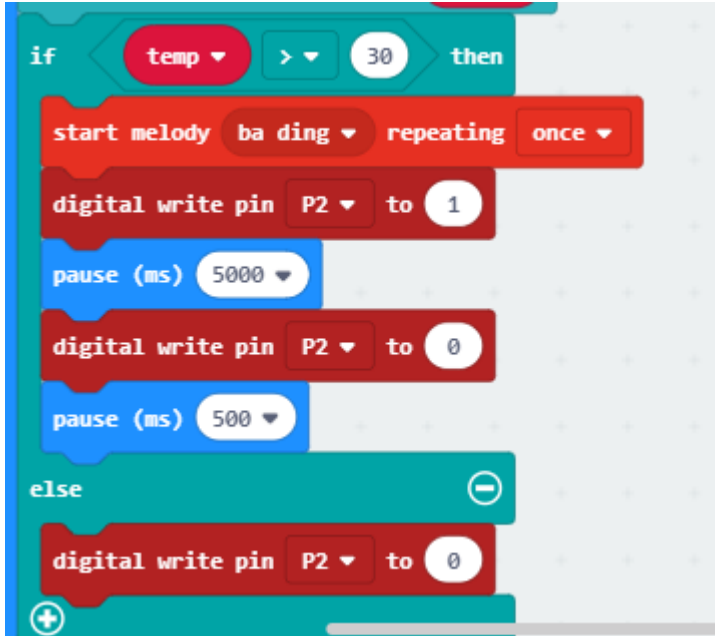 if temp > 30 then
start melody ba ding repeating once
digital write pin P2 to 1
pause (ms) 5000
digital write pin P2 to 0
pause (ms) 500
else
digital write pin P2 to 0